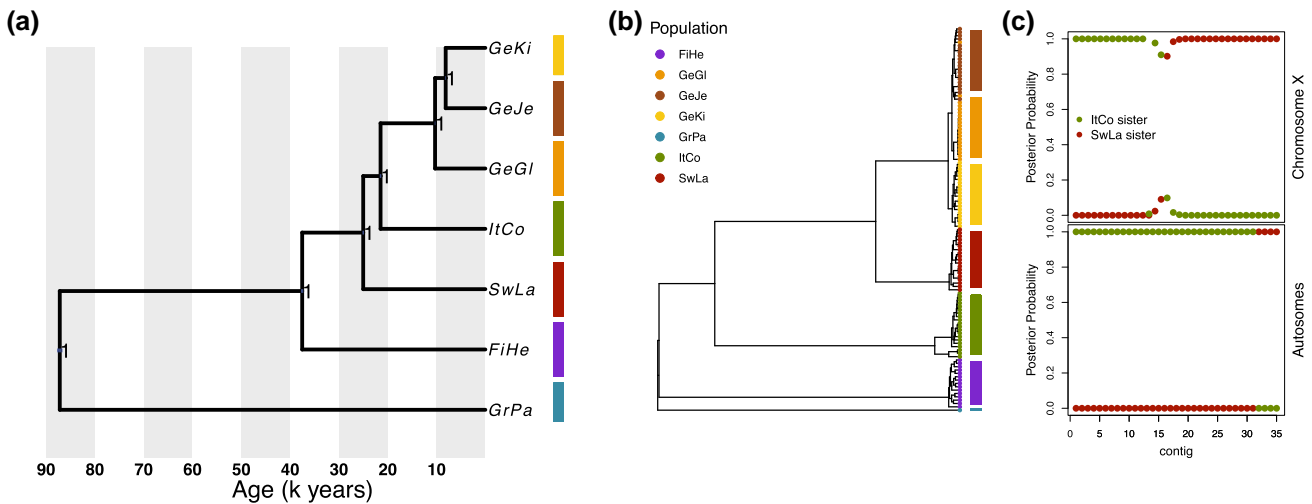 (a)
GeKi
GeJe
GeGl
ItCo
SwLa
FiHe
GrPa
1
1
1
1
1
1
90 80 70 60 50 40 30 20 10
Age (k years)
(b)
Population
FiHe
GeGl
GeJe
GeKi
GrPa
ItCo
SwLa
(c)
Posterior Probability
0.0 0.2 0.4 0.6 0.8 1.0
ItCo sister
SwLa sister
Chromosome X
Posterior Probability
0.0 0.2 0.4 0.6 0.8 1.0
Autosomes
0 5 10 15 20 25 30 35
contig